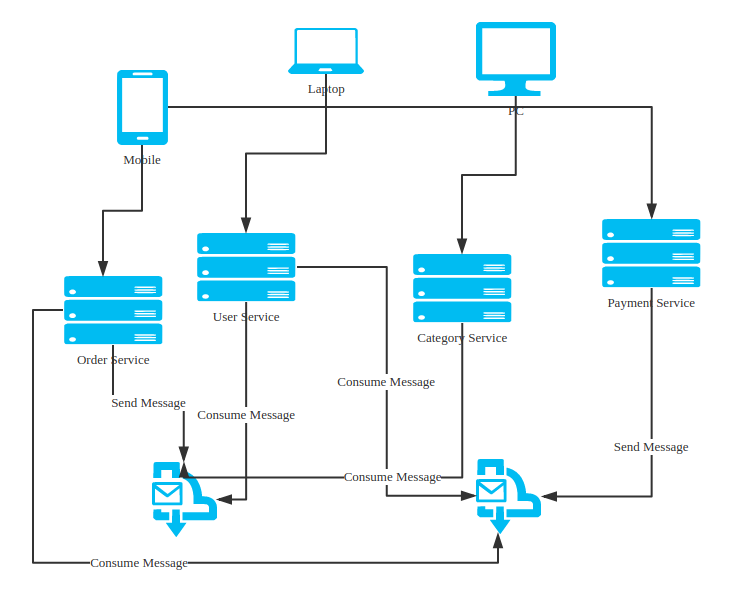 Laptop
PC
Mobile
Payment Service
User Service
Category Service
Order Service
Consume Message
Send Message
Consume Message
Send Message
Consume Message
Consume Message